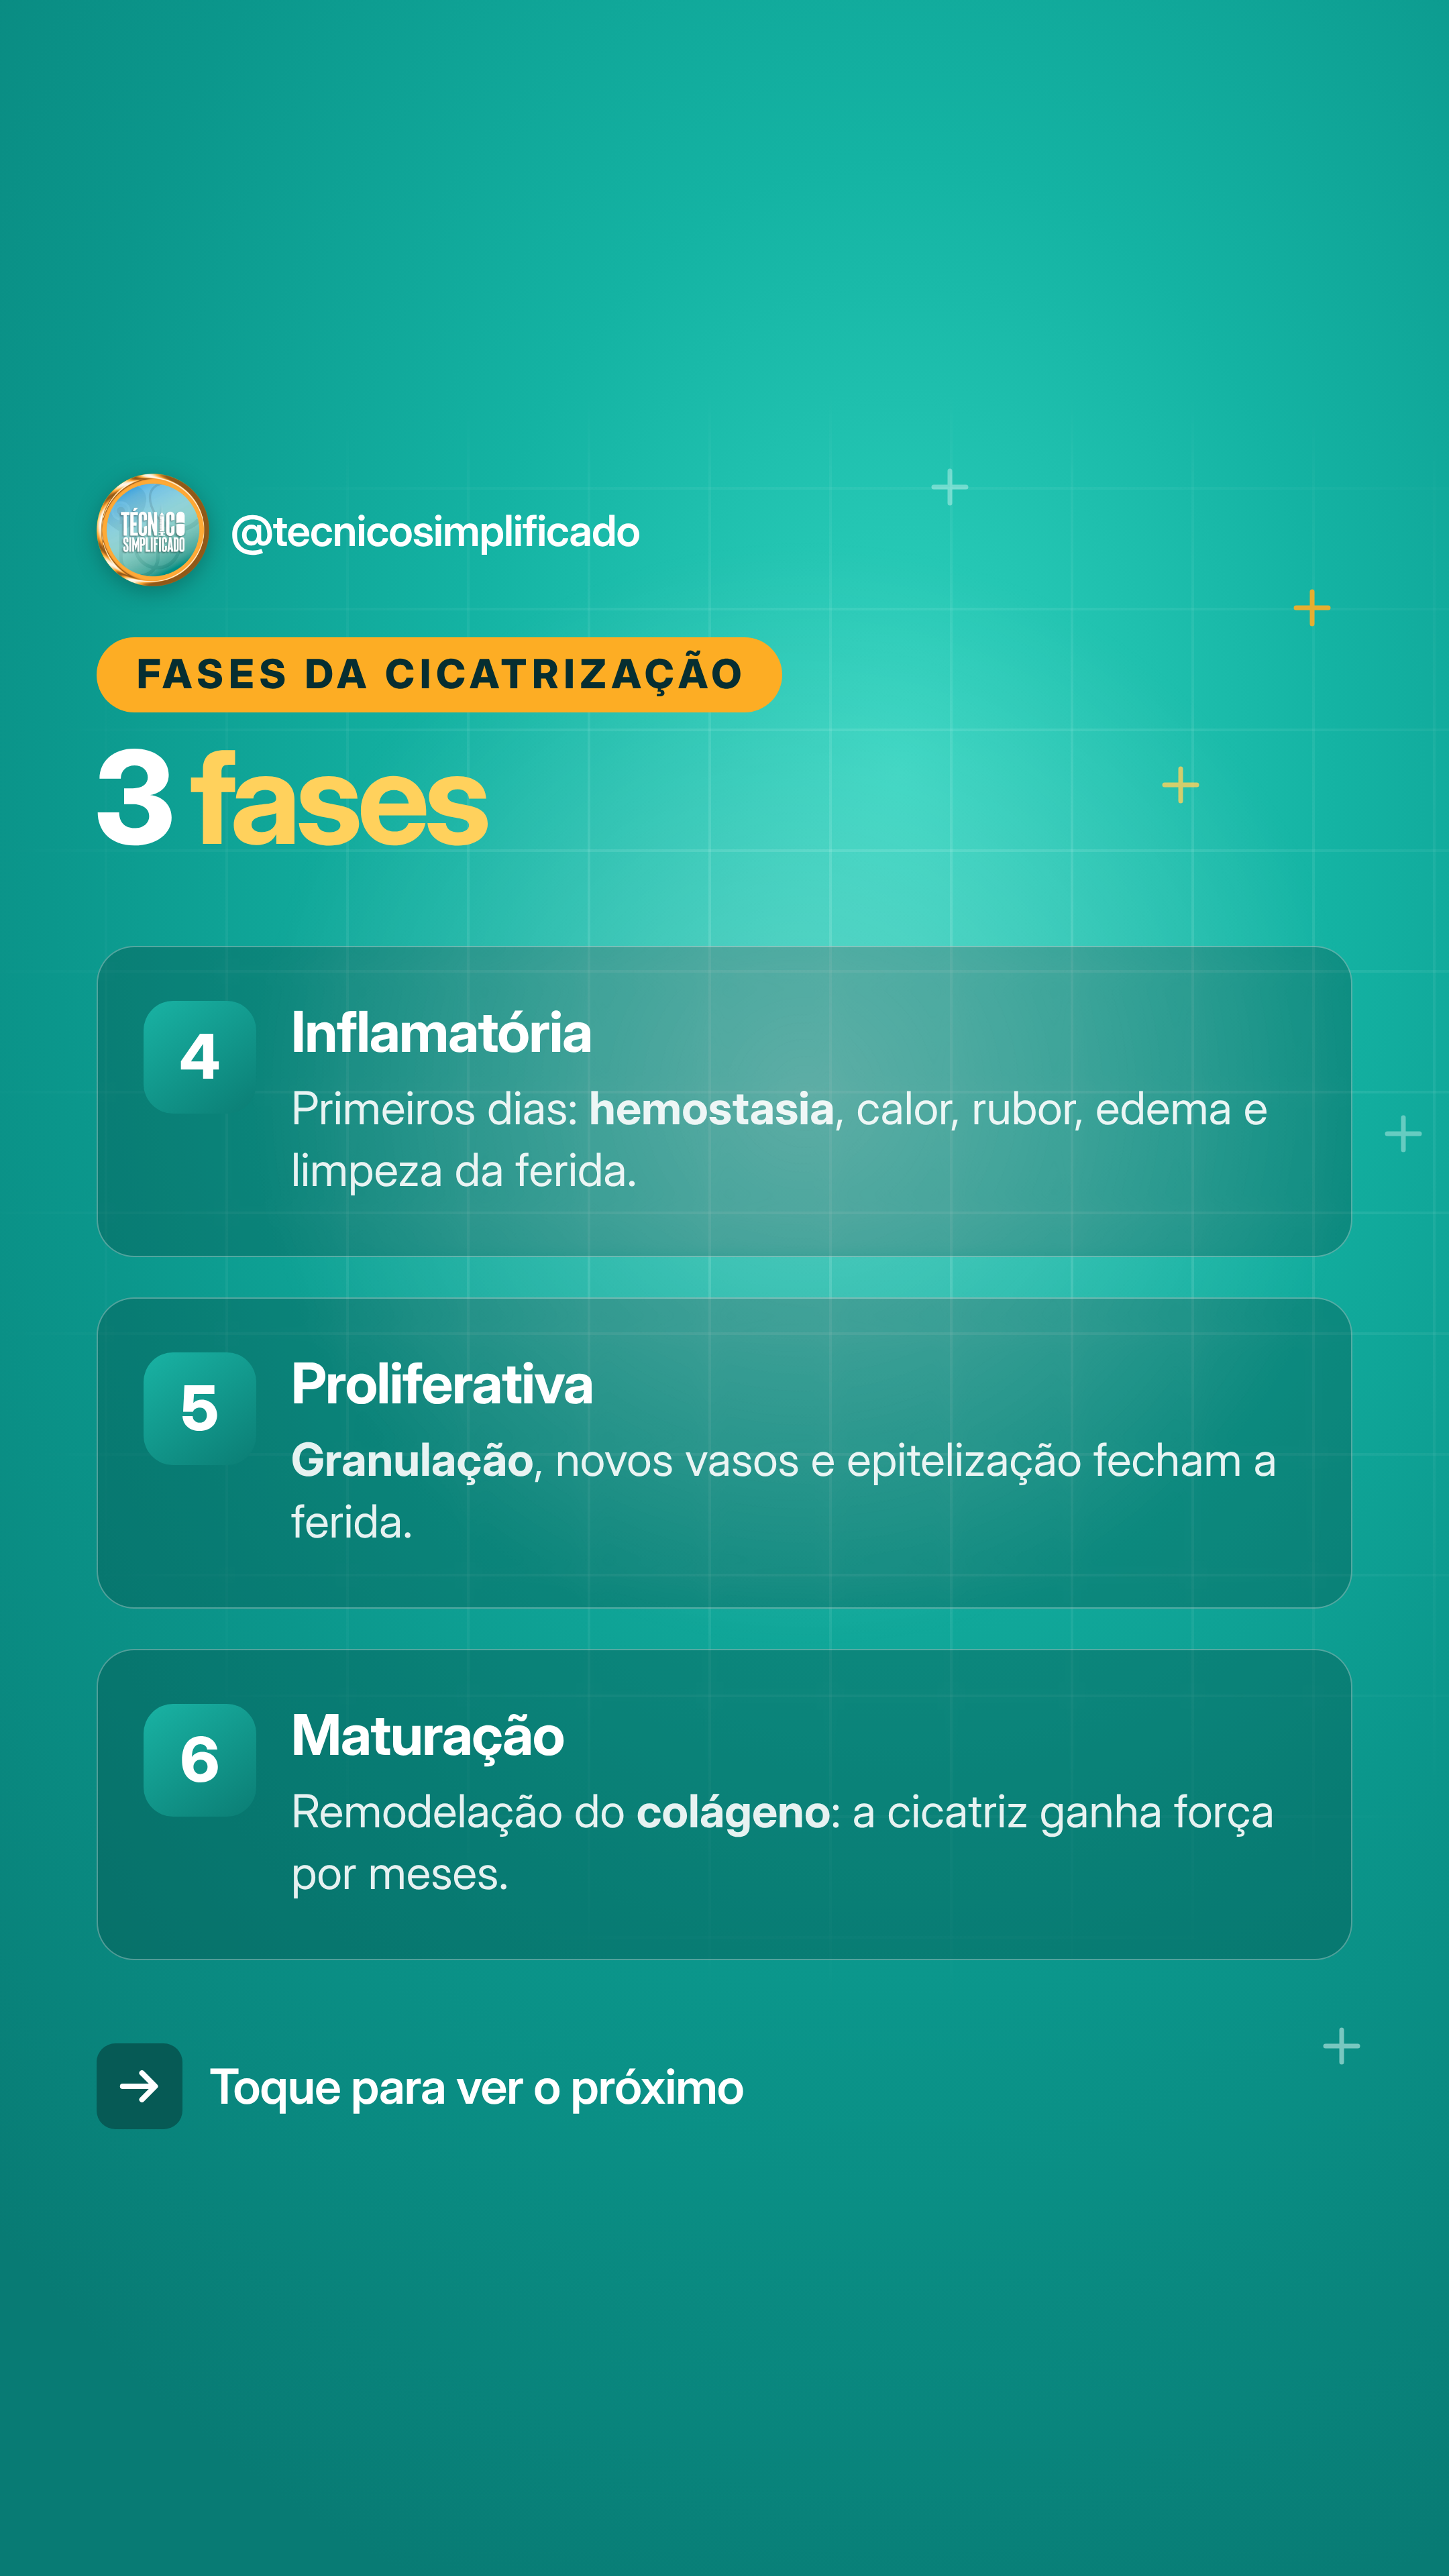 TÉCNICO
SIMPLIFICADO
@tecnicosimplificado
FASES DA CICATRIZAÇÃO
3 fases
4
Inflamatória
Primeiros dias: hemostasia, calor, rubor, edema e
limpeza da ferida.
5
Proliferativa
Granulação, novos vasos e epitelização fecham a
ferida.
6
Maturação
Remodelação do colágeno: a cicatriz ganha força
por meses.
Toque para ver o próximo